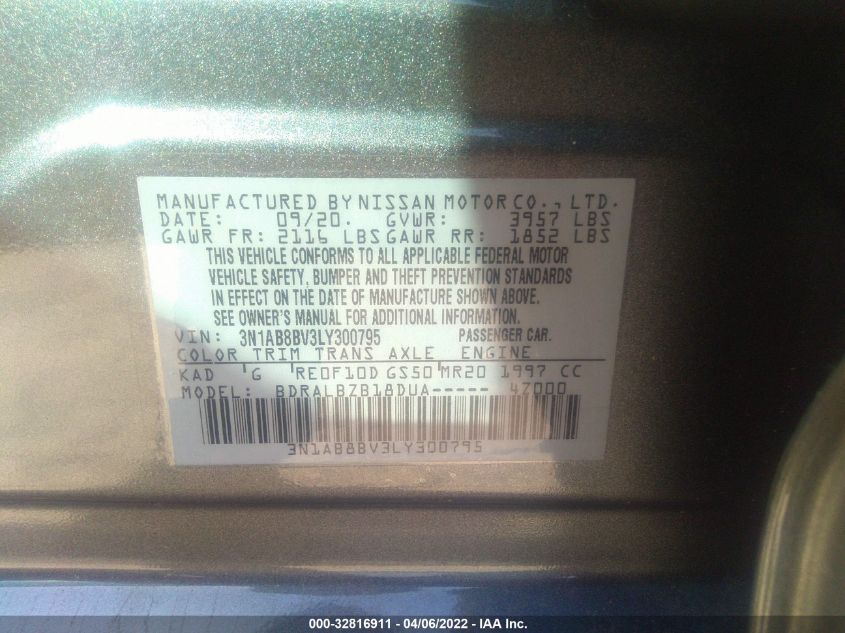 MANUFACTURED BY NISSAN MOTOR CO., LTD.
DATE: 09/20. GVWR: 3957 LBS
GAWR FR: 2116 LBS GAWR RR: 1852 LBS
THIS VEHICLE CONFORMS TO ALL APPLICABLE FEDERAL MOTOR
VEHICLE SAFETY, BUMPER AND THEFT PREVENTION STANDARDS
IN EFFECT ON THE DATE OF MANUFACTURE SHOWN ABOVE.
SEE OWNER'S MANUAL FOR ADDITIONAL INFORMATION.
VIN: 3N1AB8BV3LY300795 PASSENGER CAR.
COLOR TRIM TRANS AXLE ENGINE
KAD 'G 'RE0F10D GS50'MR20 1997 CC
MODEL: BDRALBZB18DUA----- 47000
3N1AB8BV3LY300795
000-32816911 - 04/06/2022 - IAA Inc.